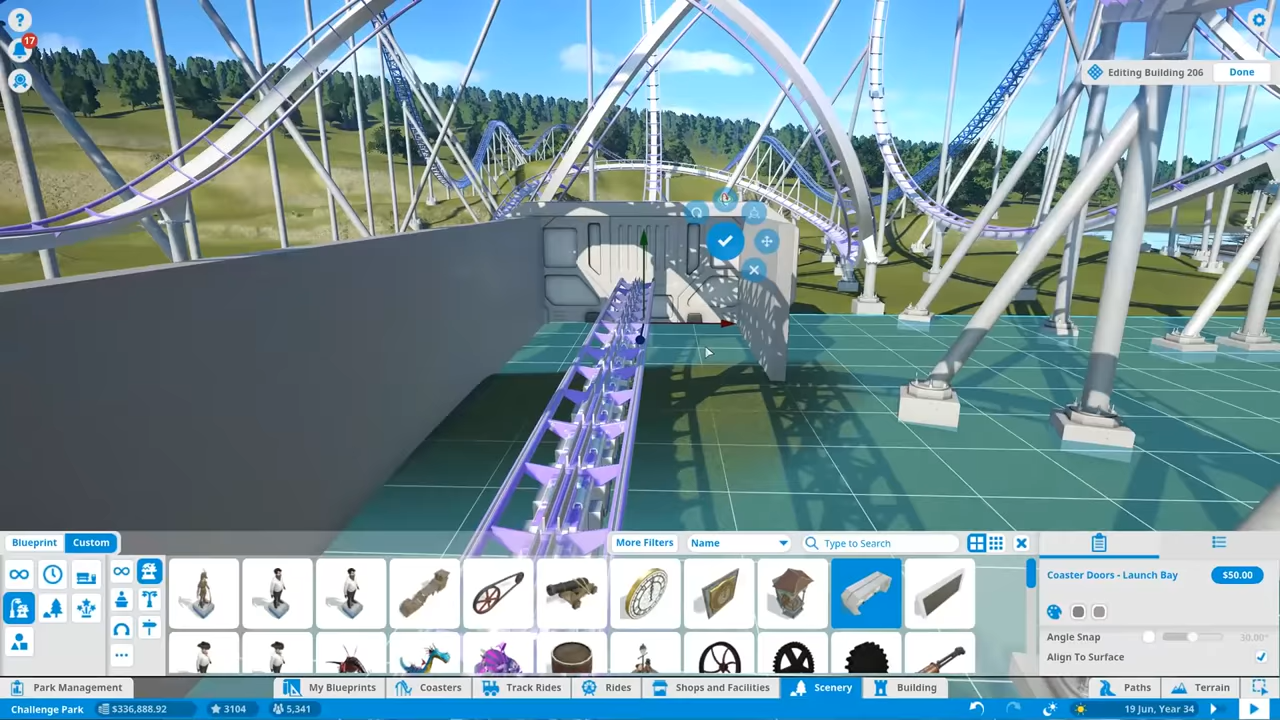 ?
17
Editing Building 206
Done
Blueprint
Custom
More Filters
Name
Type to Search
Coaster Doors - Launch Bay
$50.00
Angle Snap
30.00°
Align To Surface
Park Management
My Blueprints
Coasters
Track Rides
Rides
Shops and Facilities
Scenery
Building
Paths
Terrain
Challenge Park
$336,888.92
3104
5,341
19 Jun, Year 34